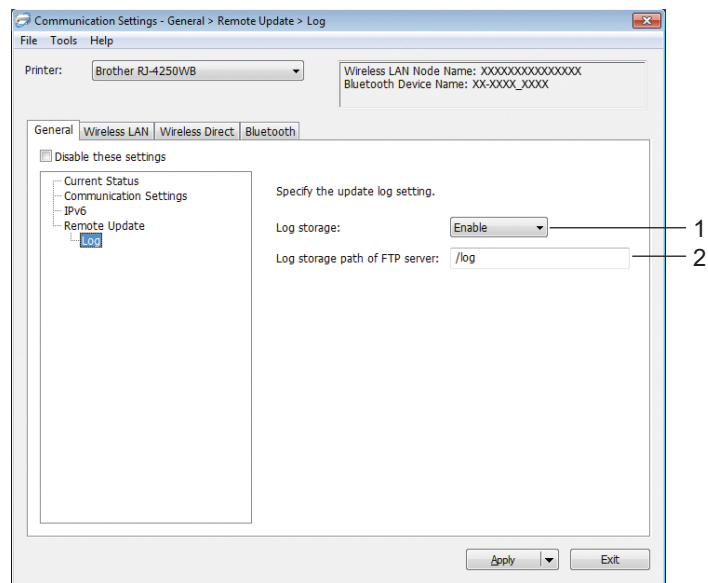 Communication Settings - General > Remote Update > Log
File Tools Help
Printer: Brother RJ-4250WB
Wireless LAN Node Name: XXXXXXXXXXXXXXX
Bluetooth Device Name: XX-XXXX_XXXX
General Wireless LAN Wireless Direct Bluetooth
Disable these settings
Current Status
Communication Settings
IPv6
Remote Update
Log
Specify the update log setting.
Log storage: Enable 1
Log storage path of FTP server: /log 2
Apply Exit